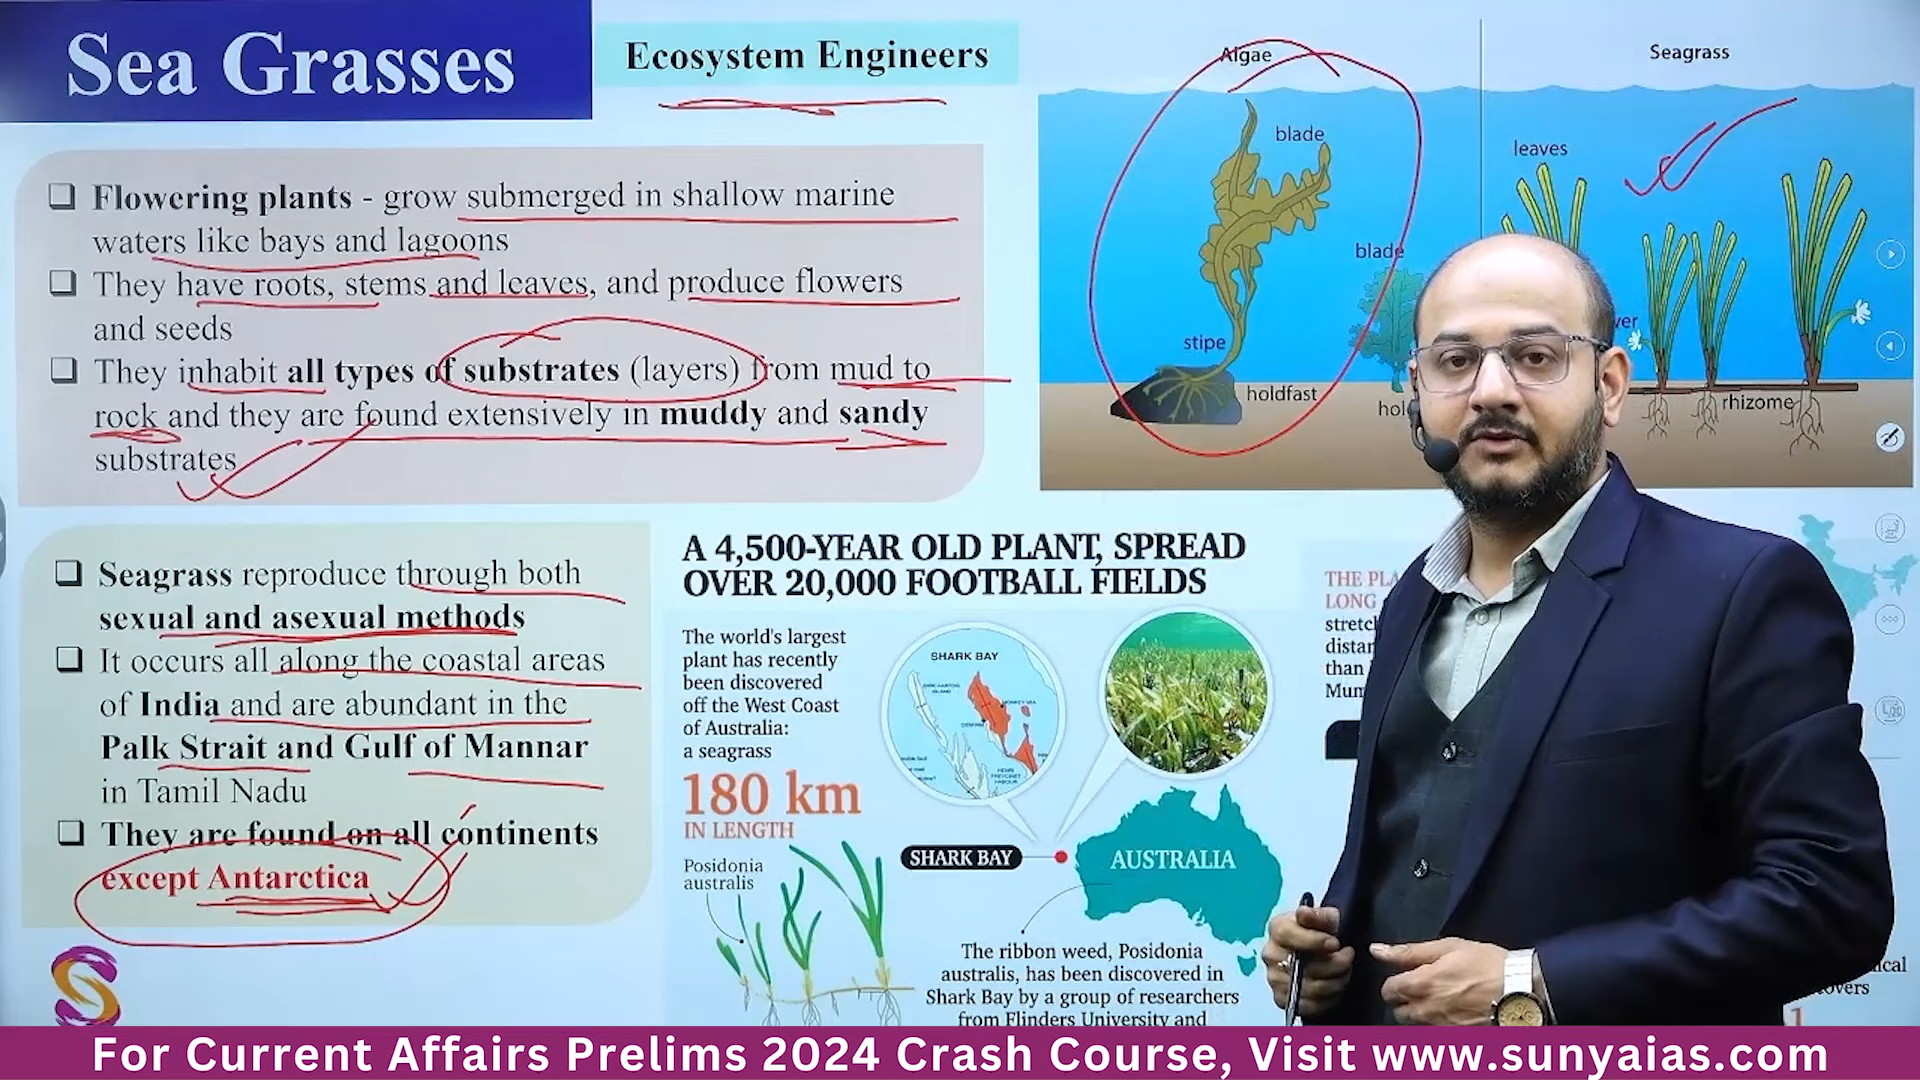 Sea Grasses
Ecosystem Engineers
❑ Flowering plants - grow submerged in shallow marine
waters like bays and lagoons
❑ They have roots, stems and leaves, and produce flowers
and seeds
❑ They inhabit all types of substrates (layers) from mud to
rock and they are found extensively in muddy and sandy
substrates
Algae
Seagrass
blade
leaves
blade
stipe
holdfast
rhizome
❑ Seagrass reproduce through both
sexual and asexual methods
❑ It occurs all along the coastal areas
of India and are abundant in the
Palk Strait and Gulf of Mannar
in Tamil Nadu
❑ They are found on all continents
except Antarctica
A 4,500-YEAR OLD PLANT, SPREAD
OVER 20,000 FOOTBALL FIELDS
The world's largest
plant has recently
been discovered
off the West Coast
of Australia:
a seagrass
180 km
IN LENGTH
Posidonia
australis
SHARK BAY
SHARK BAY
AUSTRALIA
The ribbon weed, Posidonia
australis, has been discovered in
Shark Bay by a group of researchers
from Flinders University and
THE
LONG
than
For Current Affairs Prelims 2024 Crash Course, Visit www.sunyaias.com